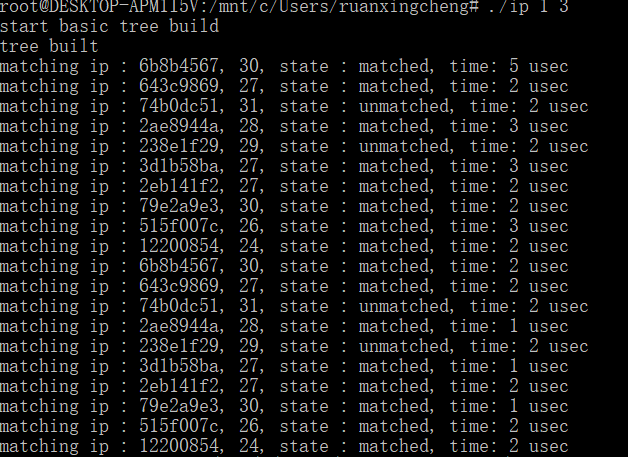 root@DESKTOP-APM1I5V:/mnt/c/Users/ruanxingcheng# ./ip 1 3
start basic tree build
tree built
matching ip : 6b8b4567, 30, state : matched, time: 5 usec
matching ip : 643c9869, 27, state : matched, time: 2 usec
matching ip : 74b0dc51, 31, state : unmatched, time: 2 usec
matching ip : 2ae8944a, 28, state : matched, time: 3 usec
matching ip : 238e1f29, 29, state : unmatched, time: 2 usec
matching ip : 3d1b58ba, 27, state : matched, time: 3 usec
matching ip : 2eb141f2, 27, state : matched, time: 2 usec
matching ip : 79e2a9e3, 30, state : matched, time: 2 usec
matching ip : 515f007c, 26, state : matched, time: 3 usec
matching ip : 12200854, 24, state : matched, time: 2 usec
matching ip : 6b8b4567, 30, state : matched, time: 2 usec
matching ip : 643c9869, 27, state : matched, time: 2 usec
matching ip : 74b0dc51, 31, state : unmatched, time: 2 usec
matching ip : 2ae8944a, 28, state : matched, time: 1 usec
matching ip : 238e1f29, 29, state : unmatched, time: 2 usec
matching ip : 3d1b58ba, 27, state : matched, time: 1 usec
matching ip : 2eb141f2, 27, state : matched, time: 2 usec
matching ip : 79e2a9e3, 30, state : matched, time: 1 usec
matching ip : 515f007c, 26, state : matched, time: 2 usec
matching ip : 12200854, 24, state : matched, time: 2 usec